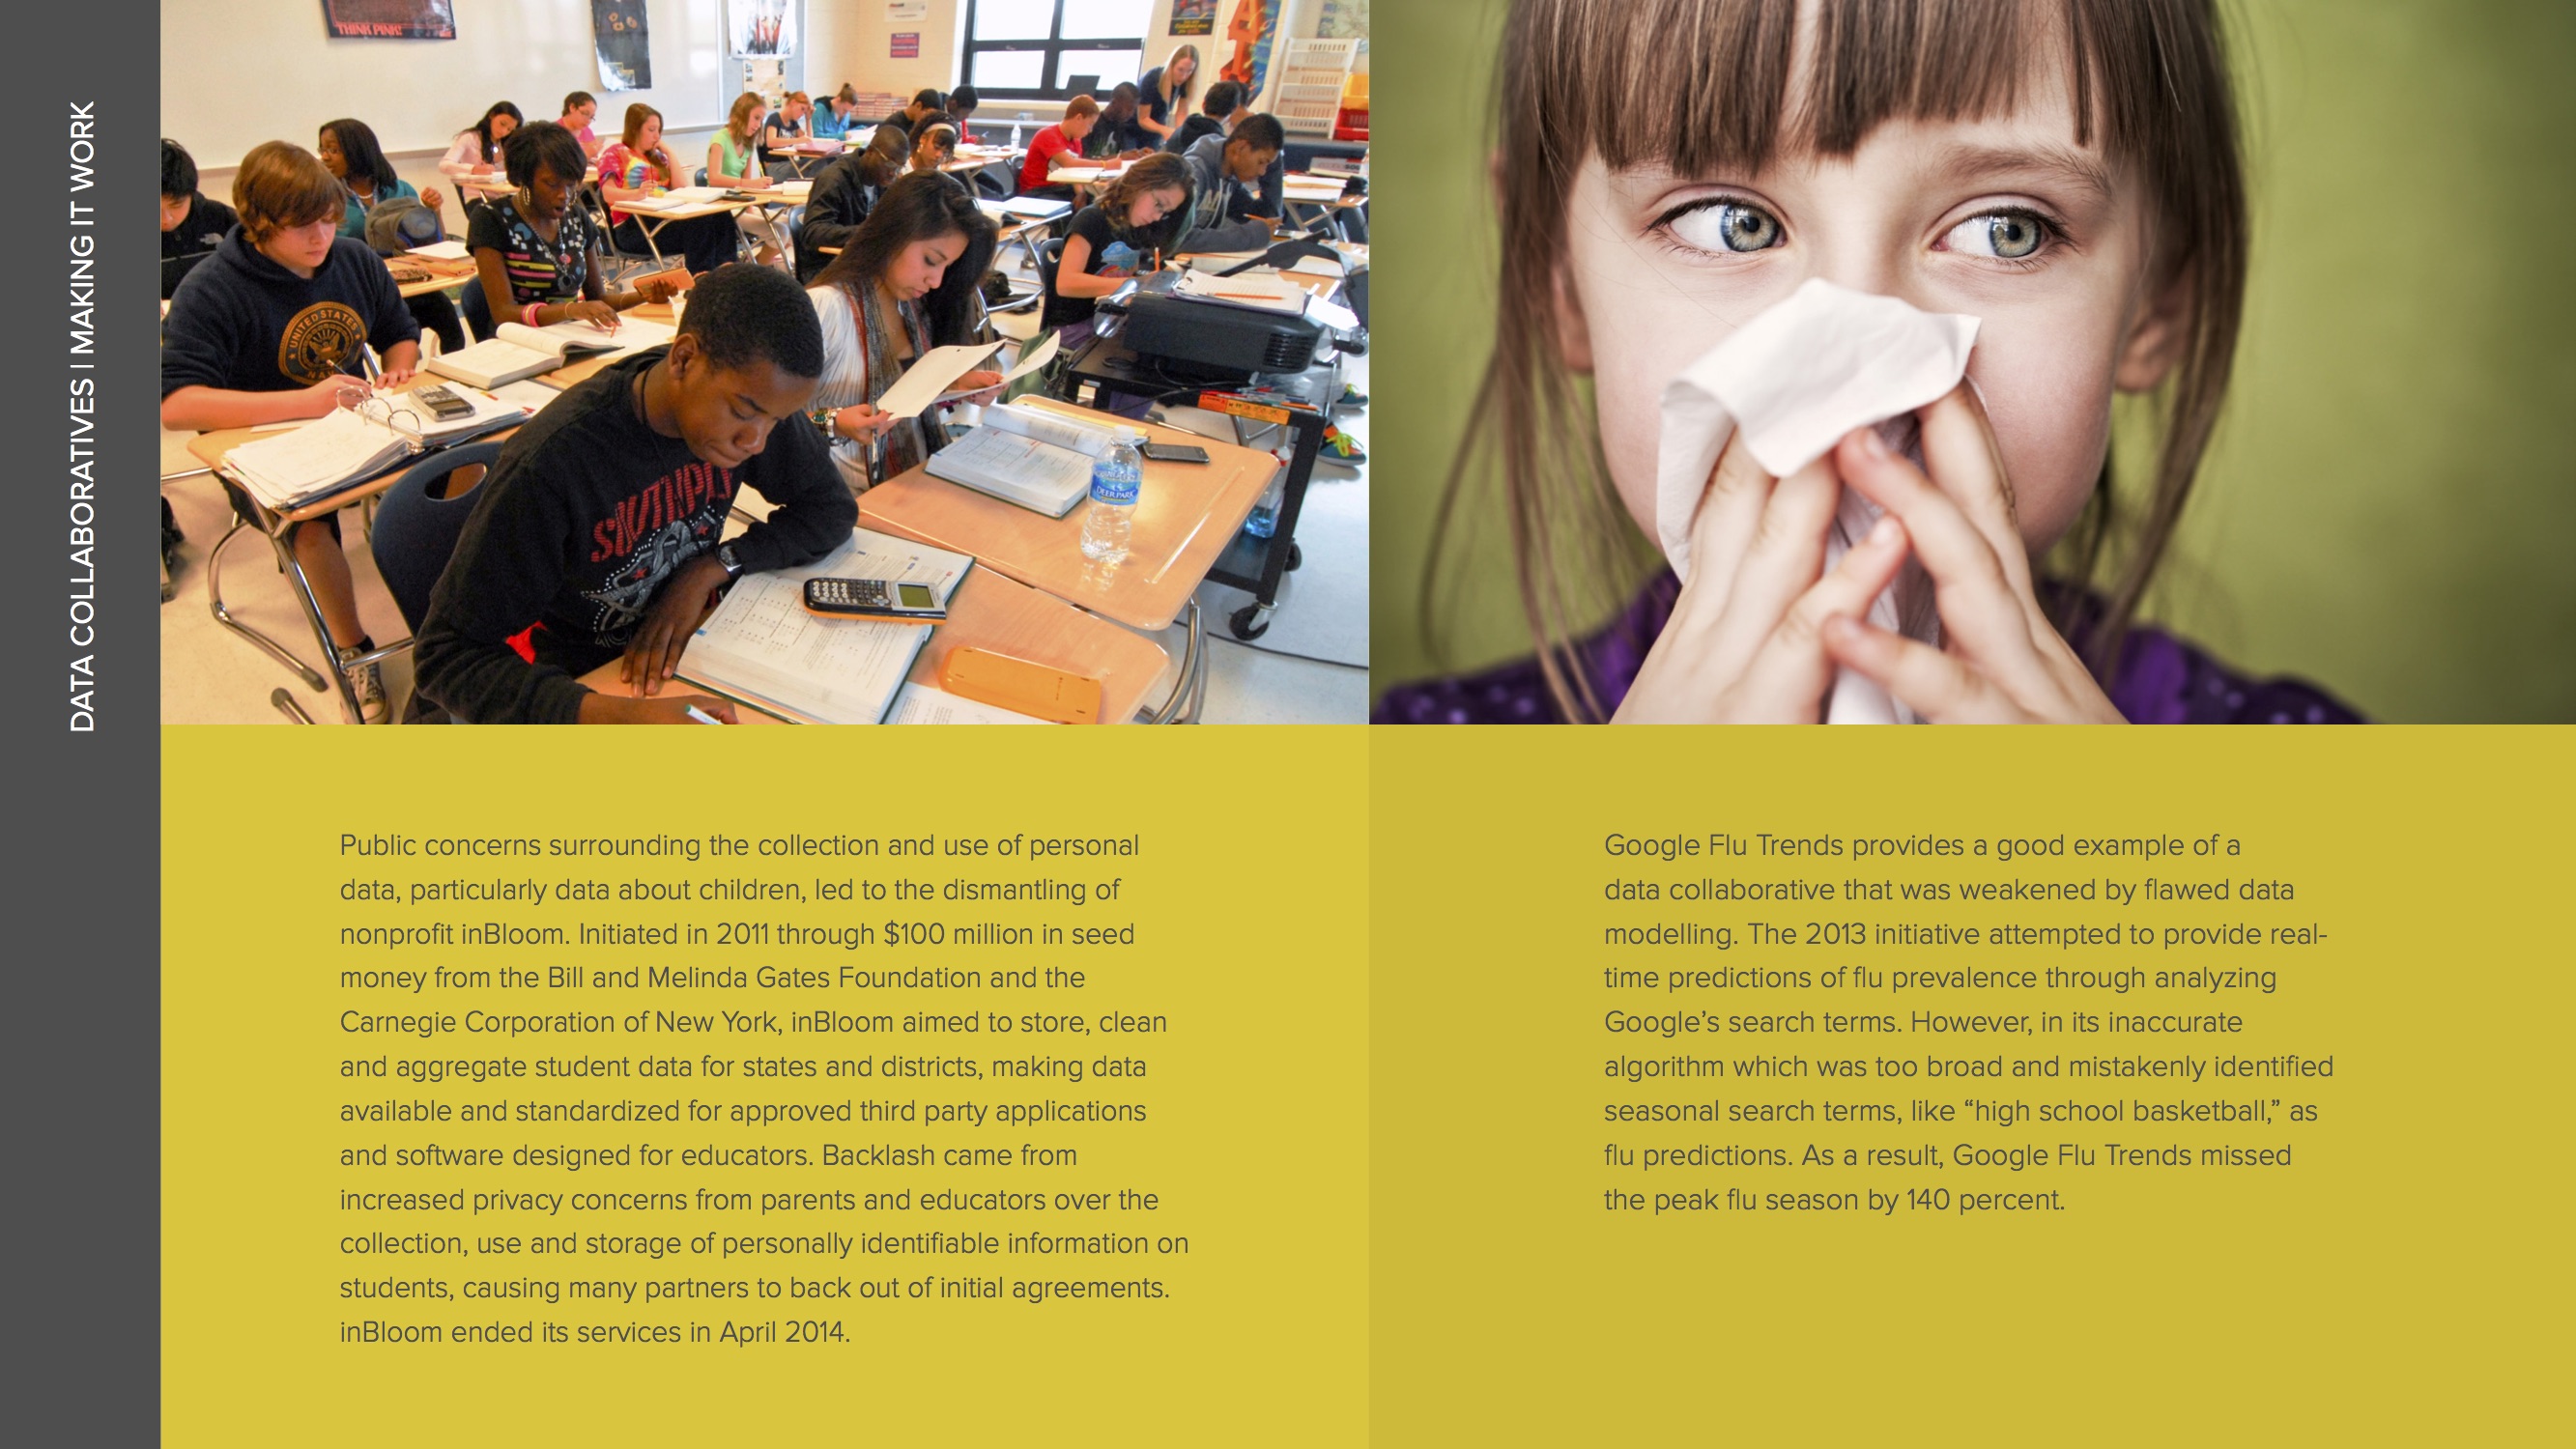 DATA COLLABORATIVES | MAKING IT WORK
THINK PINK!
UNITED STATES
NAVY
SOUTHPOLE
DEER PARK
Public concerns surrounding the collection and use of personal
data, particularly data about children, led to the dismantling of
nonprofit inBloom. Initiated in 2011 through $100 million in seed
money from the Bill and Melinda Gates Foundation and the
Carnegie Corporation of New York, inBloom aimed to store, clean
and aggregate student data for states and districts, making data
available and standardized for approved third party applications
and software designed for educators. Backlash came from
increased privacy concerns from parents and educators over the
collection, use and storage of personally identifiable information on
students, causing many partners to back out of initial agreements.
inBloom ended its services in April 2014.
Google Flu Trends provides a good example of a
data collaborative that was weakened by flawed data
modelling. The 2013 initiative attempted to provide real-
time predictions of flu prevalence through analyzing
Google’s search terms. However, in its inaccurate
algorithm which was too broad and mistakenly identified
seasonal search terms, like “high school basketball,” as
flu predictions. As a result, Google Flu Trends missed
the peak flu season by 140 percent.